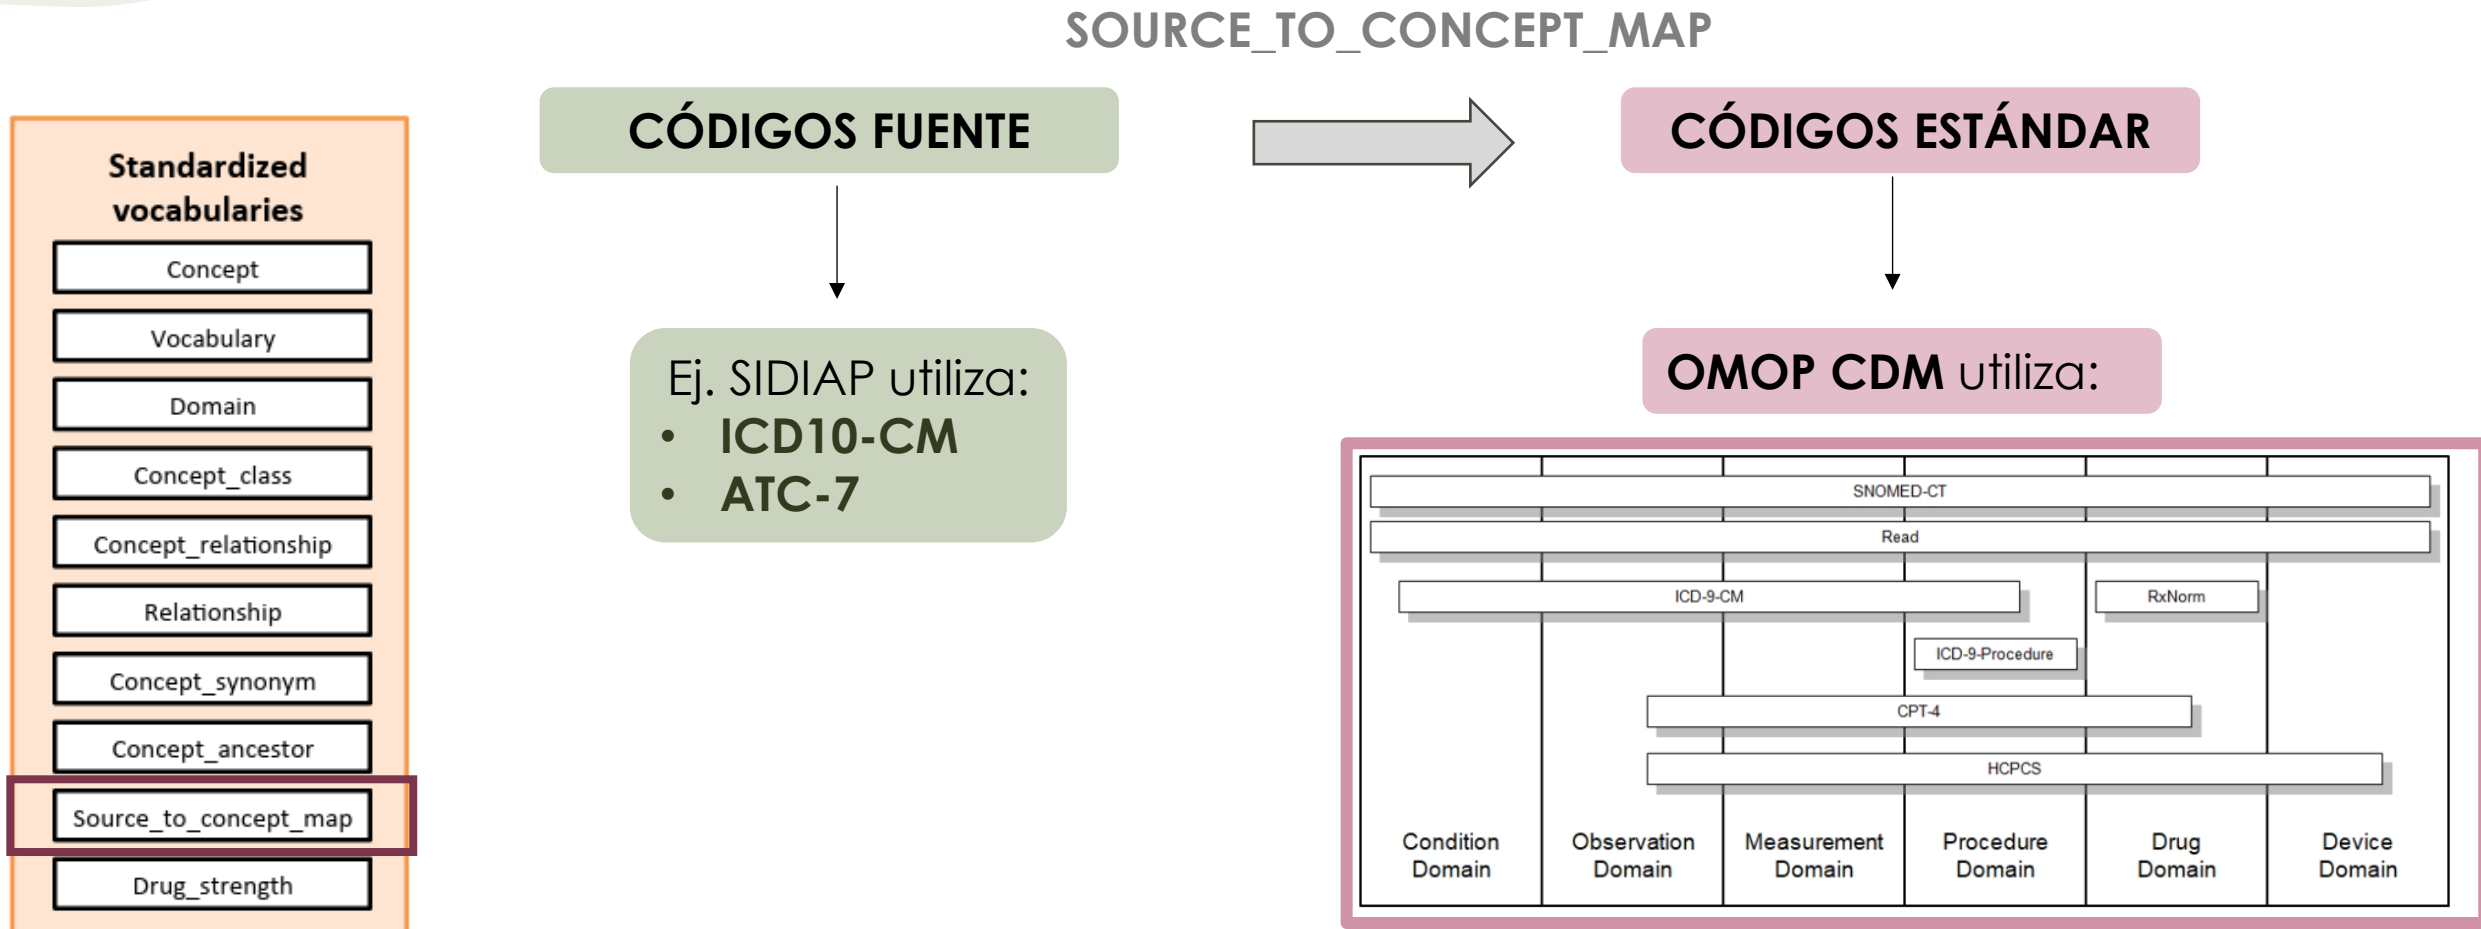 SOURCE_TO_CONCEPT_MAP
Standardized
vocabularies
Concept
Vocabulary
Domain
Concept_class
Concept_relationship
Relationship
Concept_synonym
Concept_ancestor
Source_to_concept_map
Drug_strength
CÓDIGOS FUENTE
Ej. SIDIAP utiliza:
• ICD10-CM
• ATC-7
CÓDIGOS ESTÁNDAR
OMOP CDM utiliza:
SNOMED-CT
Read
ICD-9-CM
RxNorm
ICD-9-Procedure
CPT-4
HCPCS
Condition
Domain
Observation
Domain
Measurement
Domain
Procedure
Domain
Drug
Domain
Device
Domain